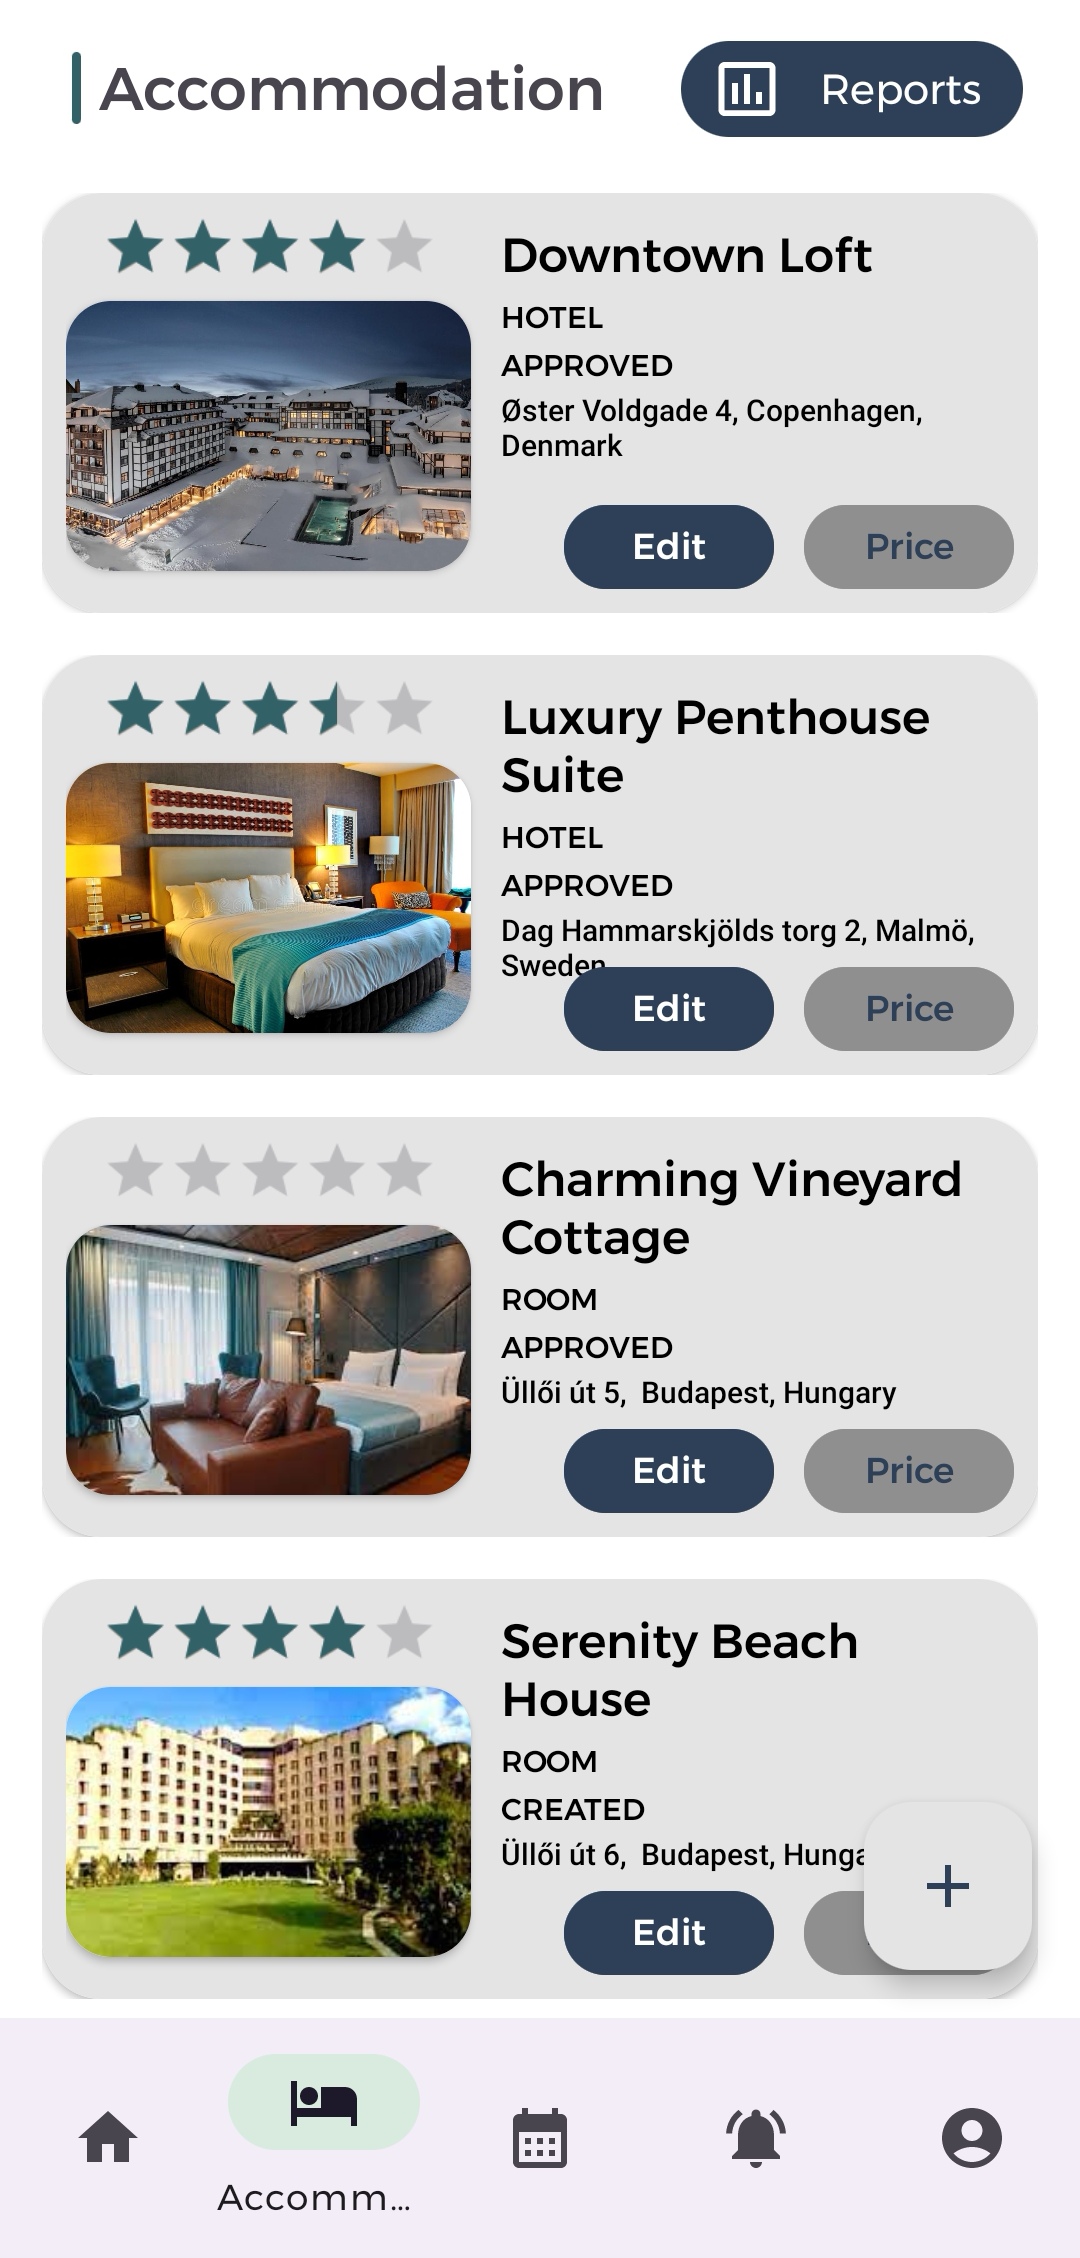 Accommodation
Reports
Downtown Loft
HOTEL
APPROVED
Øster Voldgade 4, Copenhagen,
Denmark
Edit
Price
Luxury Penthouse
Suite
HOTEL
APPROVED
Dag Hammarskjölds torg 2, Malmö,
Sweden
Edit
Price
Charming Vineyard
Cottage
ROOM
APPROVED
Üllői út 5,  Budapest, Hungary
Edit
Price
Serenity Beach
House
ROOM
CREATED
Üllői út 6,  Budapest, Hunga
Edit
Accomm...